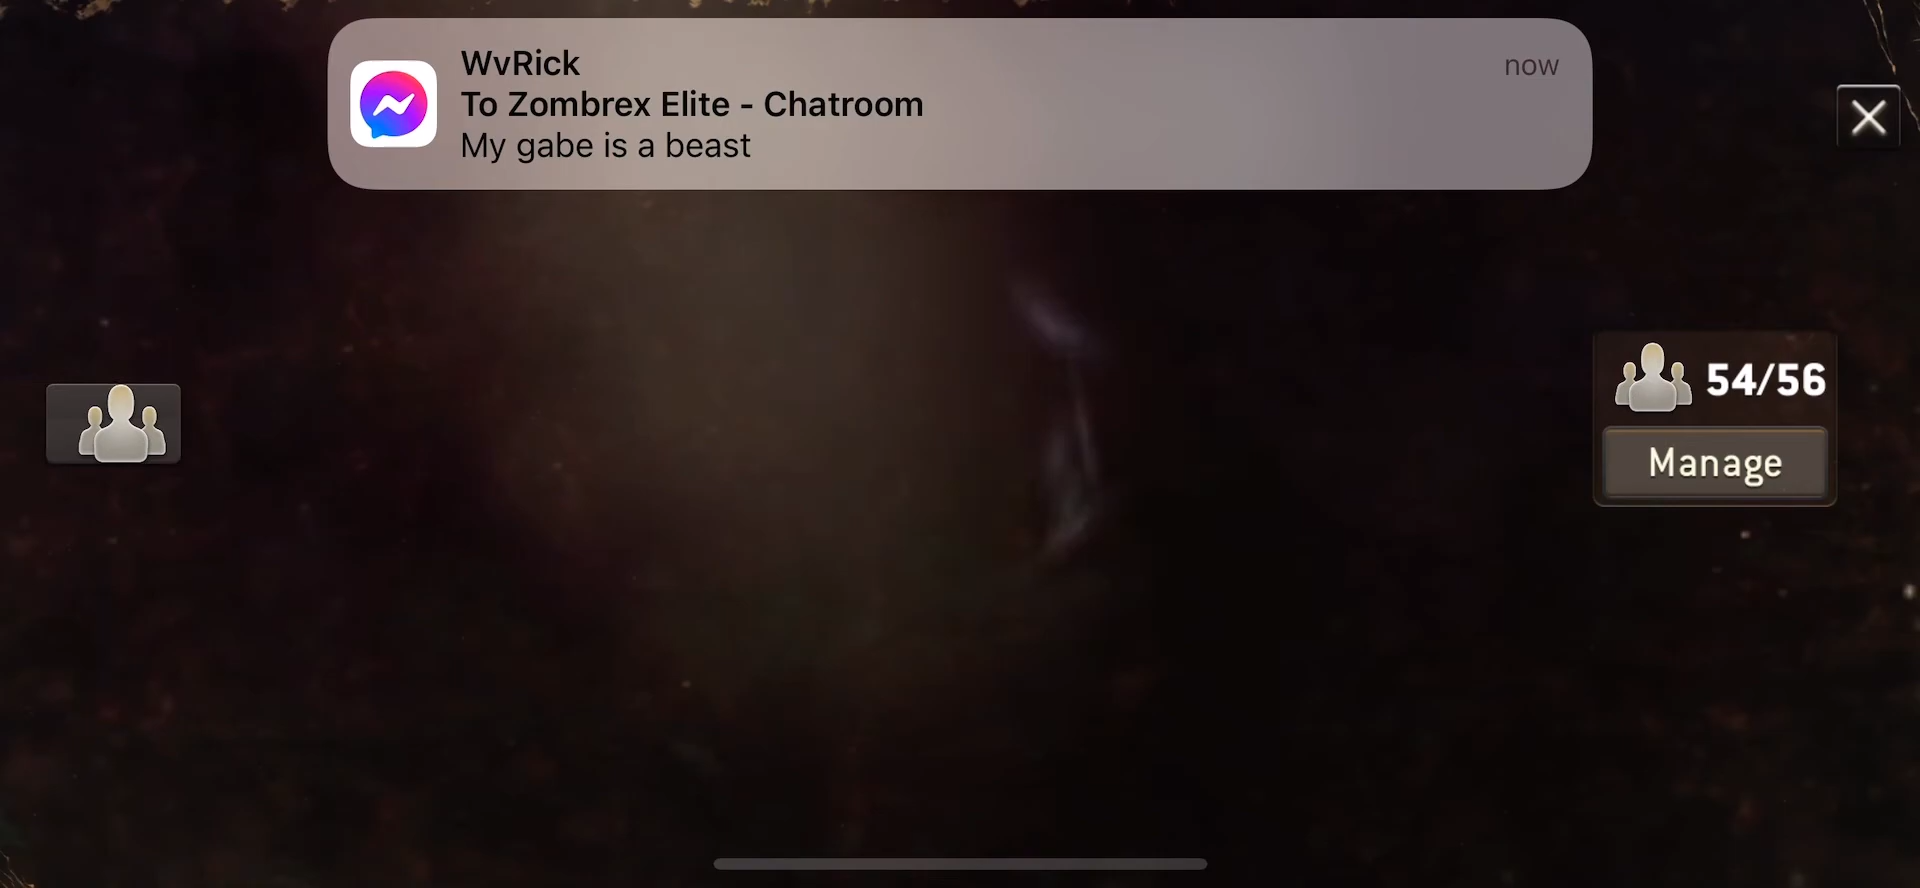 WvRick
now
To Zombrex Elite - Chatroom
My gabe is a beast
54/56
Manage